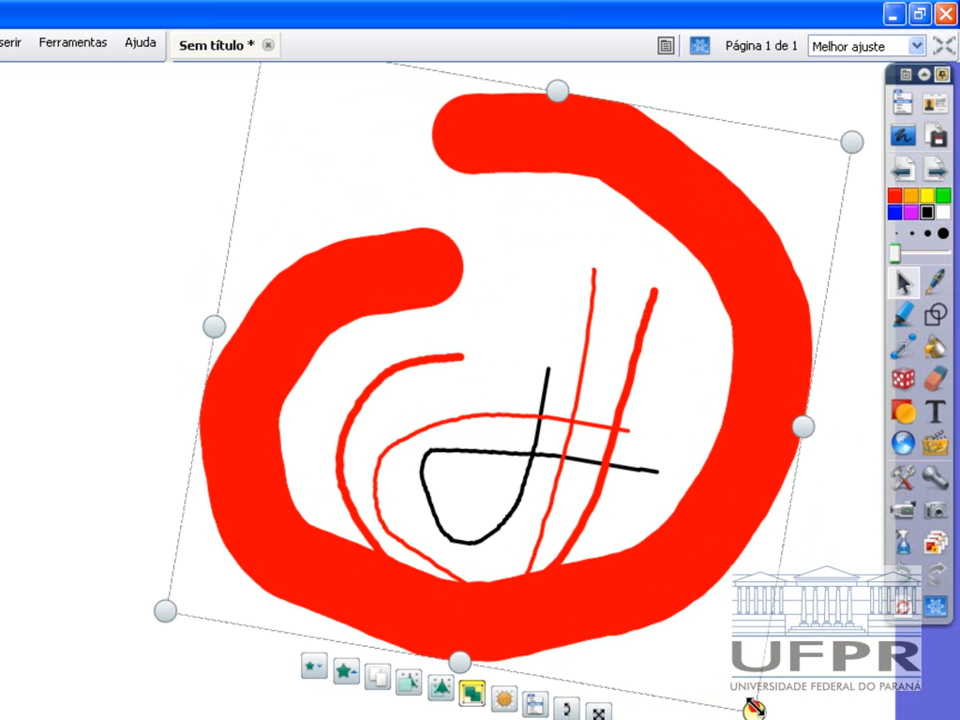 serir Ferramentas Ajuda Sem título * Página 1 de 1 Melhor ajuste
UFPR
UNIVERSIDADE FEDERAL DO PARANÁ